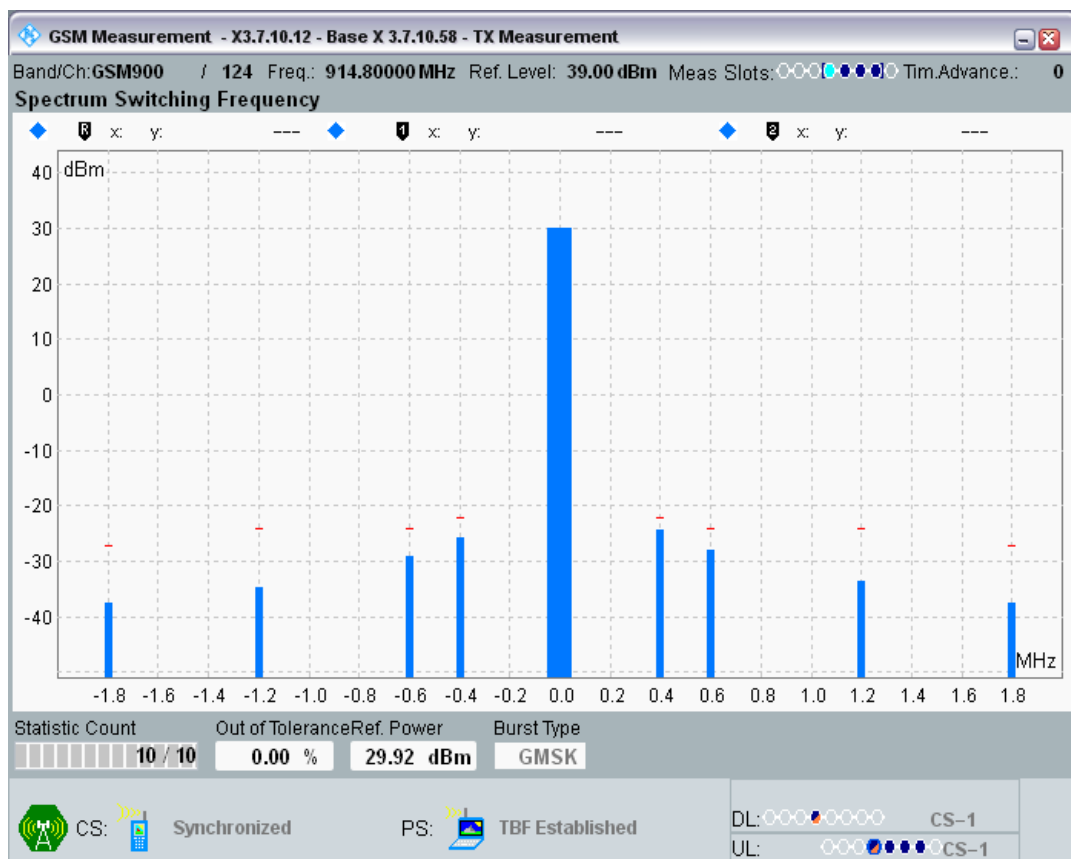 GSM Measurement - X3.7.10.12 - Base X 3.7.10.58 - TX Measurement
Band/Ch:GSM900 / 124 Freq.: 914.80000 MHz Ref. Level: 39.00 dBm Meas Slots: Tim.Advance.: 0
Spectrum Switching Frequency
R x: y: --- 1 x: y: --- 2 x: y: ---
dBm
40
30
20
10
0
-10
-20
-30
-40
MHz
-1.8 -1.6 -1.4 -1.2 -1.0 -0.8 -0.6 -0.4 -0.2 0.0 0.2 0.4 0.6 0.8 1.0 1.2 1.4 1.6 1.8
Statistic Count Out of Tolerance Ref. Power Burst Type
10 / 10 0.00 % 29.92 dBm GMSK
CS: Synchronized PS: TBF Established
DL: CS-1
UL: CS-1